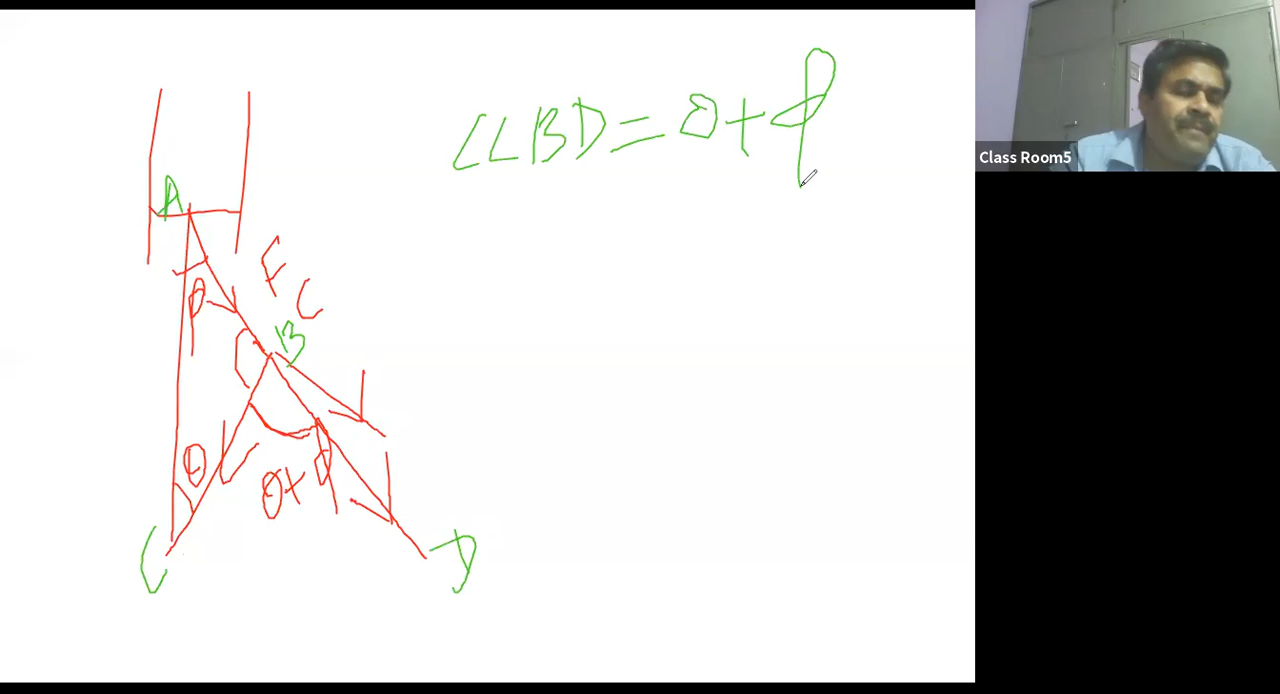 ∠CBD = θ + φ
A
F
C
φ
B
θ
θ + φ
C
D
Class Room5